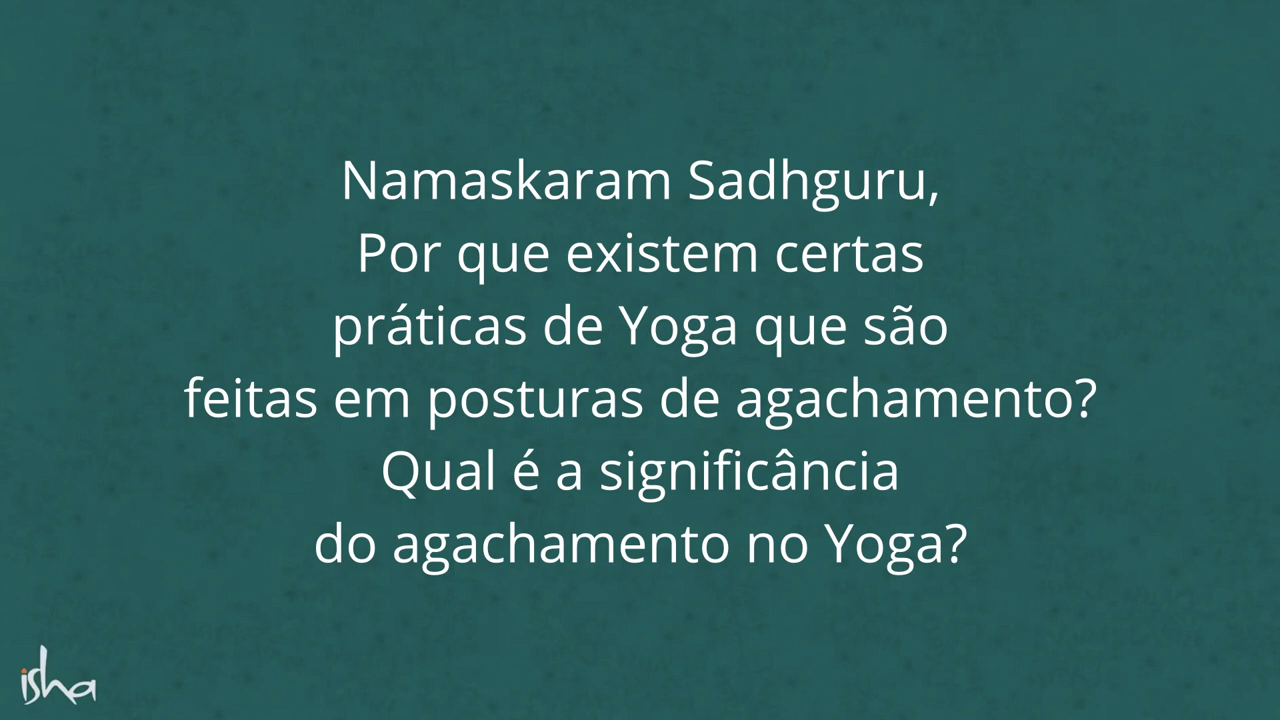 Namaskaram Sadhguru,
Por que existem certas
práticas de Yoga que são
feitas em posturas de agachamento?
Qual é a significância
do agachamento no Yoga?
isha